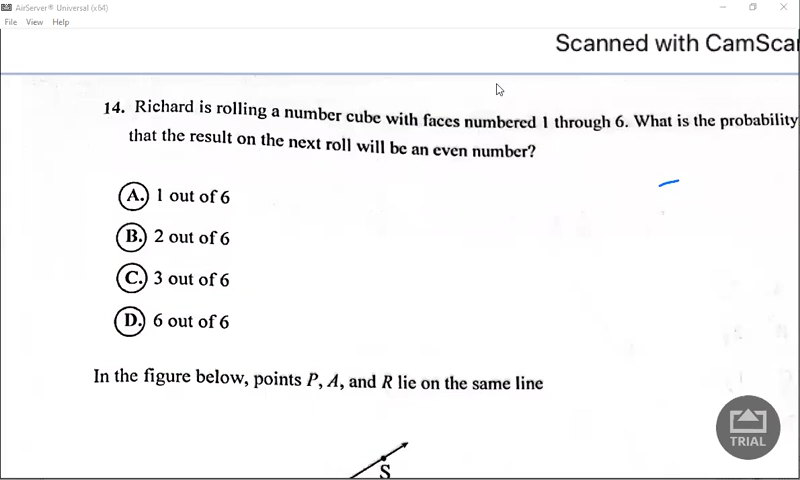 AirServer® Universal (x64)
File View Help
Scanned with CamScan
14. Richard is rolling a number cube with faces numbered 1 through 6. What is the probability
that the result on the next roll will be an even number?
A. 1 out of 6
B. 2 out of 6
C. 3 out of 6
D. 6 out of 6
In the figure below, points P, A, and R lie on the same line
TRIAL
S